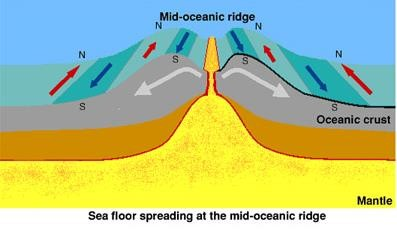 Mid-oceanic ridge
N
N
N
S
S
N
S
S
Oceanic crust
Mantle
Sea floor spreading at the mid-oceanic ridge